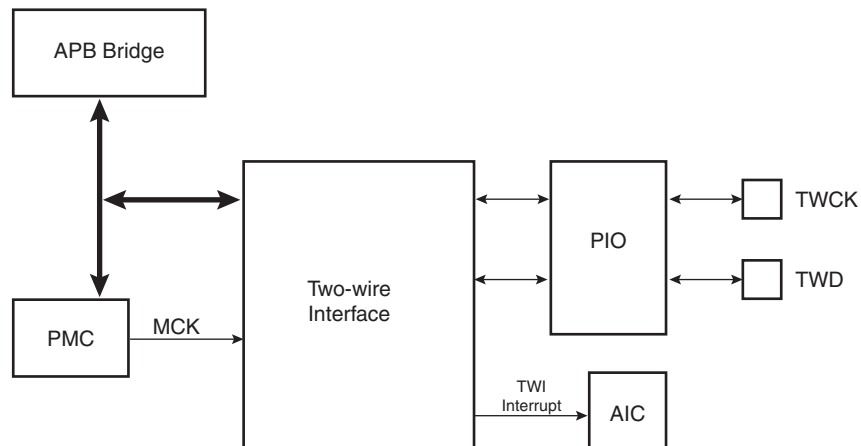 APB Bridge
TWCK
PIO
Two-wire
Interface
TWD
PMC
MCK
TWI
Interrupt
AIC